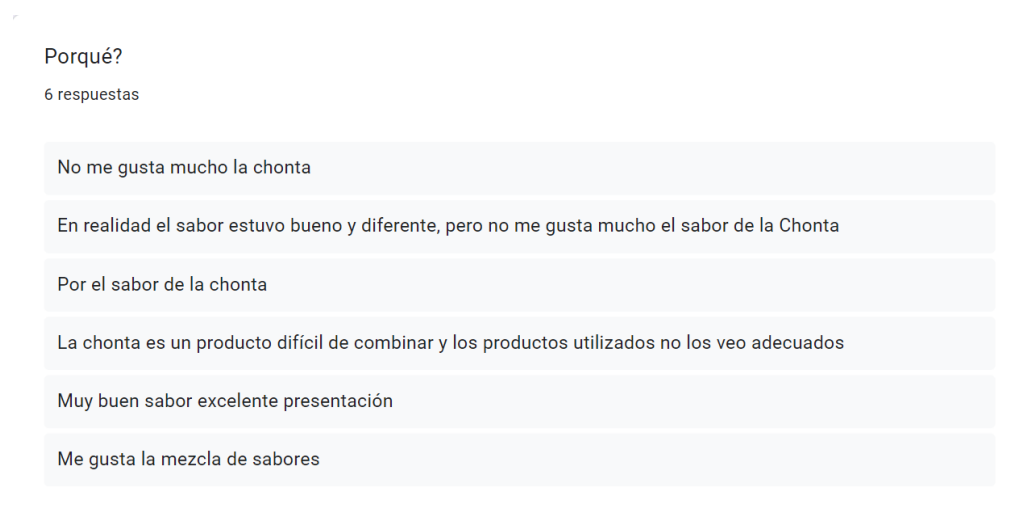 Porqué?
6 respuestas
No me gusta mucho la chonta
En realidad el sabor estuvo bueno y diferente, pero no me gusta mucho el sabor de la Chonta
Por el sabor de la chonta
La chonta es un producto difícil de combinar y los productos utilizados no los veo adecuados
Muy buen sabor excelente presentación
Me gusta la mezcla de sabores